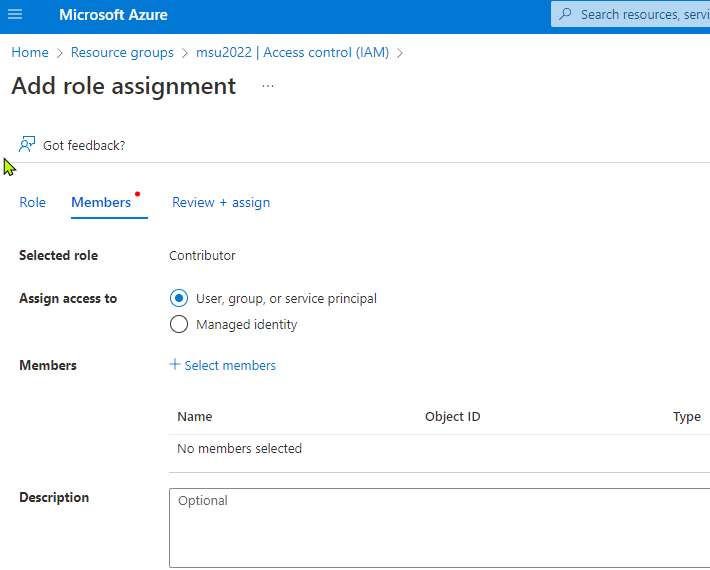 Microsoft Azure
Search resources, servi
Home > Resource groups > msu2022 | Access control (IAM) >
Add role assignment ...
Got feedback?
Role Members Review + assign
Selected role Contributor
Assign access to User, group, or service principal
Managed identity
Members + Select members
Name Object ID Type
No members selected
Description Optional